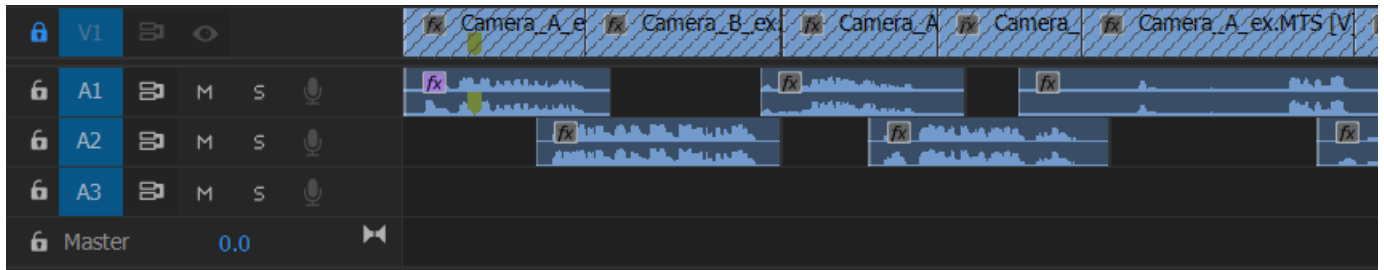 V1 fx Camera_A_e fx Camera_B_ex. fx Camera_A fx Camera_ fx Camera_A_ex.MTS [V
A1 M S fx fx fx
A2 M S fx fx fx
A3 M S
Master 0.0